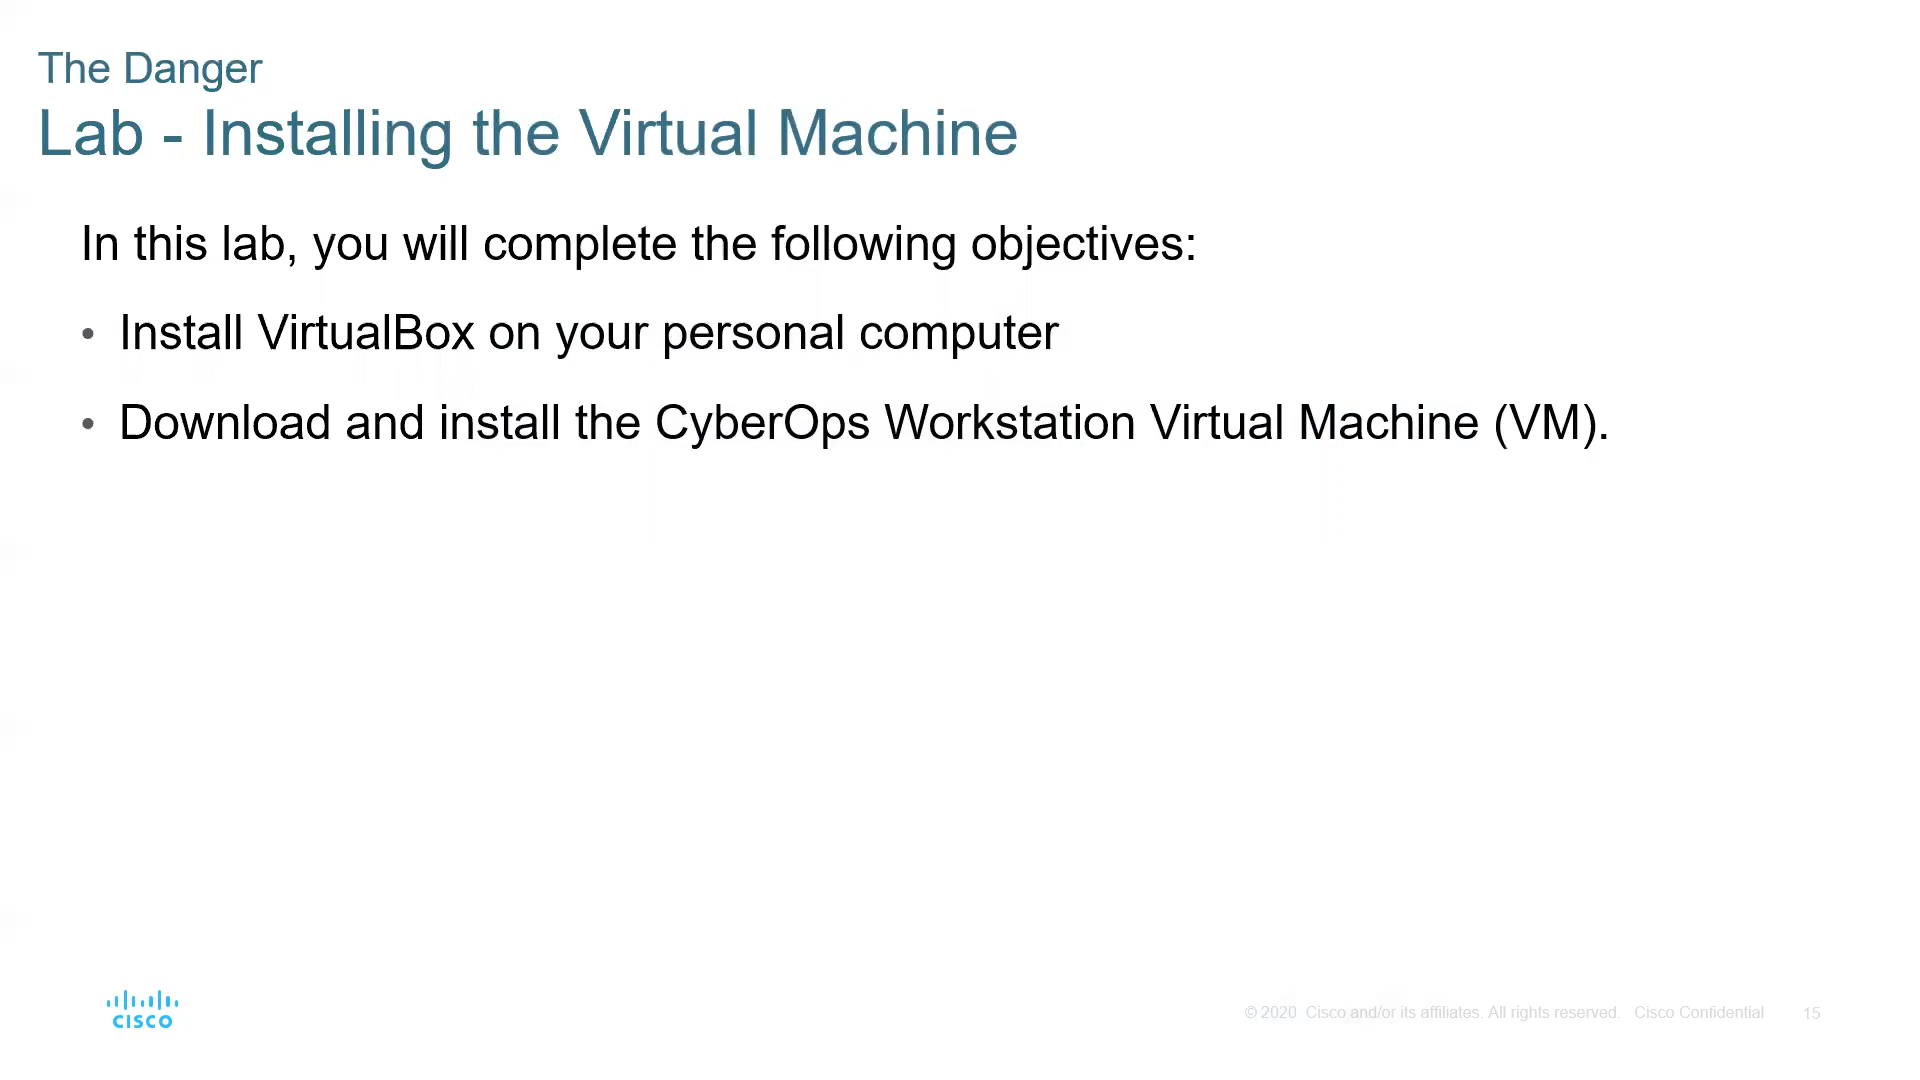 The Danger
Lab - Installing the Virtual Machine
In this lab, you will complete the following objectives:
• Install VirtualBox on your personal computer
• Download and install the CyberOps Workstation Virtual Machine (VM).
CISCO
© 2020 Cisco and/or its affiliates. All rights reserved. Cisco Confidential 15